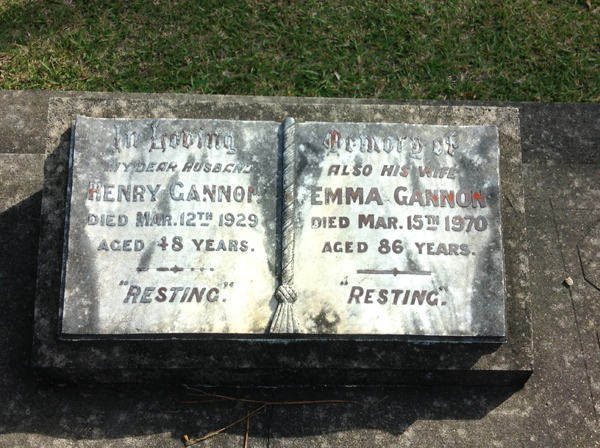 In Loving Memory of
MY DEAR HUSBAND
HENRY GANNON
DIED MAR. 12TH 1929
AGED 48 YEARS.
"RESTING."
ALSO HIS WIFE
EMMA GANNON
DIED MAR. 15TH 1970
AGED 86 YEARS.
"RESTING"